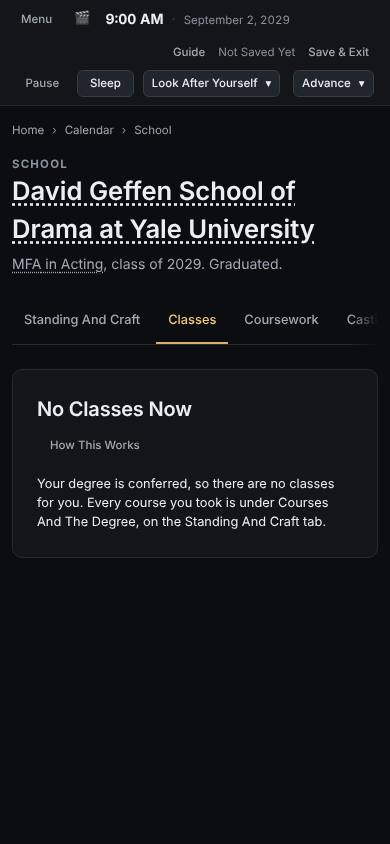 Menu 🎬 9:00 AM · September 2, 2029
Guide Not Saved Yet Save & Exit
Pause Sleep Look After Yourself ▾ Advance ▾
Home › Calendar › School
SCHOOL
David Geffen School of
Drama at Yale University
MFA in Acting, class of 2029. Graduated.
Standing And Craft Classes Coursework Cast
No Classes Now
How This Works
Your degree is conferred, so there are no classes
for you. Every course you took is under Courses
And The Degree, on the Standing And Craft tab.